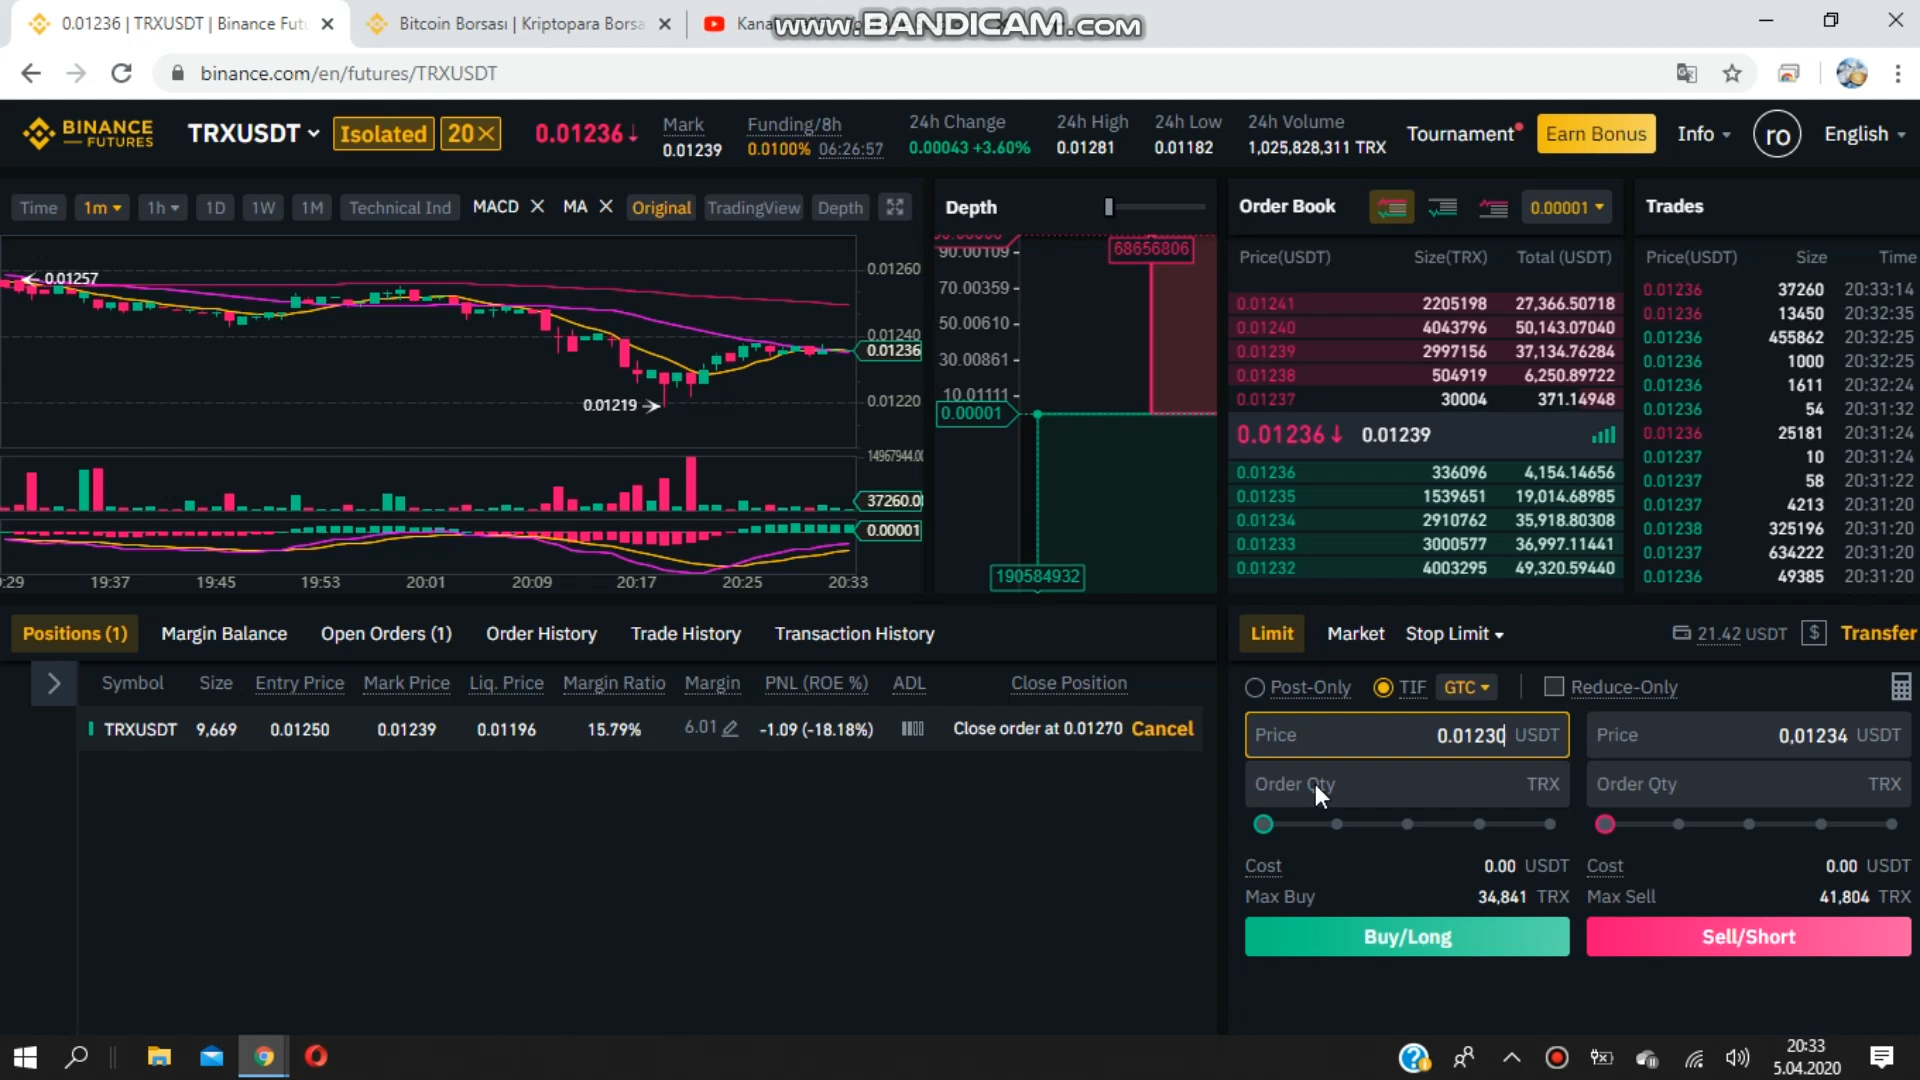 0.01236 | TRXUSDT | Binance Futu
Bitcoin Borsası | Kriptopara Borsa
Kana
www.BANDICAM.com
binance.com/en/futures/TRXUSDT
BINANCE
FUTURES
TRXUSDT
Isolated
20×
0.01236↓
Mark
0.01239
Funding/8h
0.0100% 06:26:57
24h Change
0.00043 +3.60%
24h High
0.01281
24h Low
0.01182
24h Volume
1,025,828,311 TRX
Tournament
Earn Bonus
Info
ro
English
Time 1m 1h 1D 1W 1M Technical Ind MACD × MA × Original TradingView Depth
0.01257
0.01219
0.01260
0.01240
0.01236
0.01220
14967944.00
37260.00
0.00001
:29 19:37 19:45 19:53 20:01 20:09 20:17 20:25 20:33
Depth
90.00109
70.00359
50.00610
30.00861
10.01111
0.00001
68656806
190584932
Order Book
0.00001
Price(USDT) Size(TRX) Total (USDT)
0.01241 2205198 27,366.50718
0.01240 4043796 50,143.07040
0.01239 2997156 37,134.76284
0.01238 504919 6,250.89722
0.01237 30004 371.14948
0.01236↓ 0.01239
0.01236 336096 4,154.14656
0.01235 1539651 19,014.68985
0.01234 2910762 35,918.80308
0.01233 3000577 36,997.11441
0.01232 4003295 49,320.59440
Trades
Price(USDT) Size Time
0.01236 37260 20:33:14
0.01236 13450 20:32:35
0.01236 455862 20:32:25
0.01236 1000 20:32:25
0.01236 1611 20:32:24
0.01236 54 20:31:32
0.01236 25181 20:31:24
0.01237 10 20:31:24
0.01237 58 20:31:22
0.01237 4213 20:31:20
0.01238 325196 20:31:20
0.01237 634222 20:31:20
0.01236 49385 20:31:20
Positions (1) Margin Balance Open Orders (1) Order History Trade History Transaction History
Symbol Size Entry Price Mark Price Liq. Price Margin Ratio Margin PNL (ROE %) ADL Close Position
TRXUSDT 9,669 0.01250 0.01239 0.01196 15.79% 6.01 -1.09 (-18.18%) Close order at 0.01270 Cancel
Limit Market Stop Limit 21.42 USDT $ Transfer
Post-Only TIF GTC Reduce-Only
Price 0.01230 USDT
Order Qty TRX
Cost 0.00 USDT
Max Buy 34,841 TRX
Buy/Long
Price 0,01234 USDT
Order Qty TRX
Cost 0.00 USDT
Max Sell 41,804 TRX
Sell/Short
20:33
5.04.2020